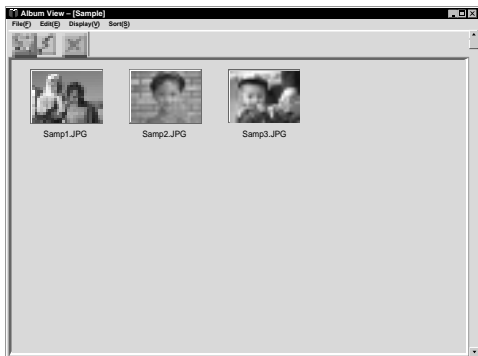 Album View – [Sample]
File(F) Edit(E) Display(V) Sort(S)
Samp1.JPG Samp2.JPG Samp3.JPG